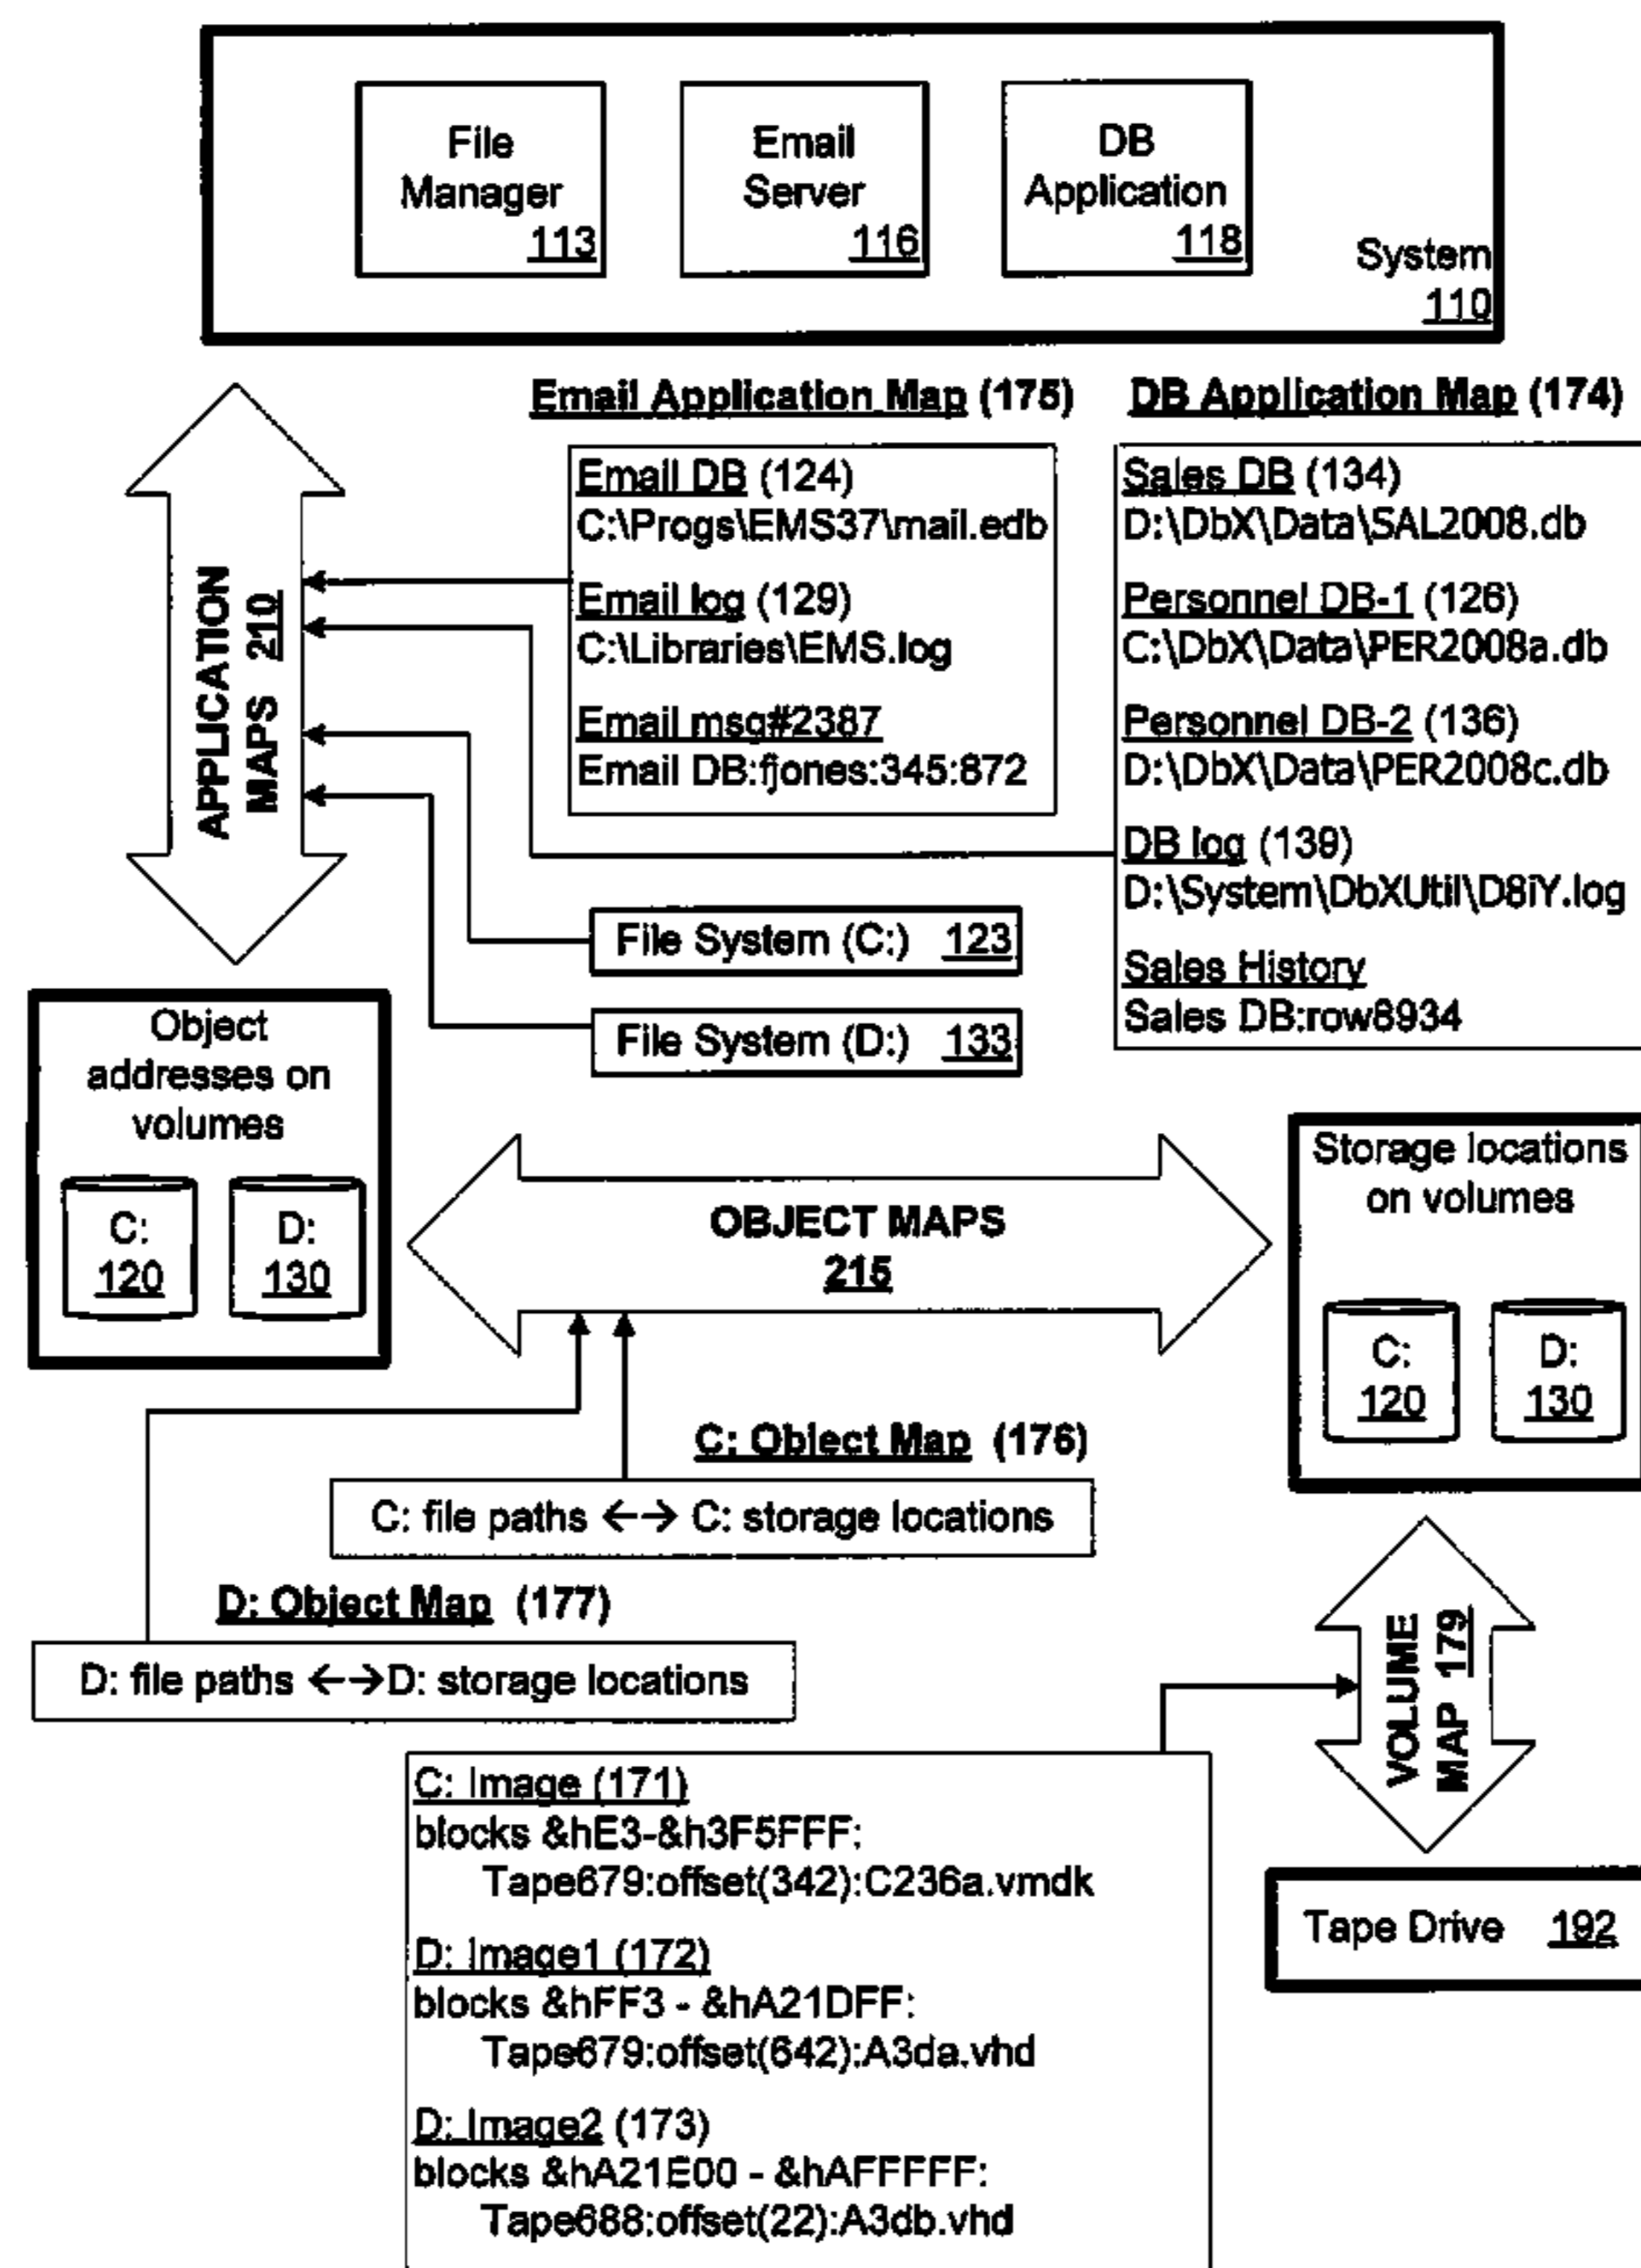 File
Manager
113
Email
Server
116
DB
Application
118
System
110
Email Application Map (175)
Email DB (124)
C:\Progs\EMS37\mail.edb
Email log (129)
C:\Libraries\EMS.log
Email msg#2387
Email DB:fjones:345:872
DB Application Map (174)
Sales DB (134)
D:\DbX\Data\SAL2008.db
Personnel DB-1 (126)
C:\DbX\Data\PER2008a.db
Personnel DB-2 (136)
D:\DbX\Data\PER2008c.db
DB log (139)
D:\System\DbXUtil\D8iY.log
Sales History
Sales DB:row8934
APPLICATION
MAPS 210
File System (C:) 123
File System (D:) 133
Object
addresses on
volumes
C:
120
D:
130
OBJECT MAPS
215
Storage locations
on volumes
C:
120
D:
130
C: Object Map (176)
C: file paths ←→ C: storage locations
D: Object Map (177)
D: file paths ←→D: storage locations
VOLUME
MAP 179
C: Image (171)
blocks &hE3-&h3F5FFF:
Tape679:offset(342):C236a.vmdk
D: Image1 (172)
blocks &hFF3 - &hA21DFF:
Tape679:offset(642):A3da.vhd
D: Image2 (173)
blocks &hA21E00 - &hAFFFFF:
Tape688:offset(22):A3db.vhd
Tape Drive 192